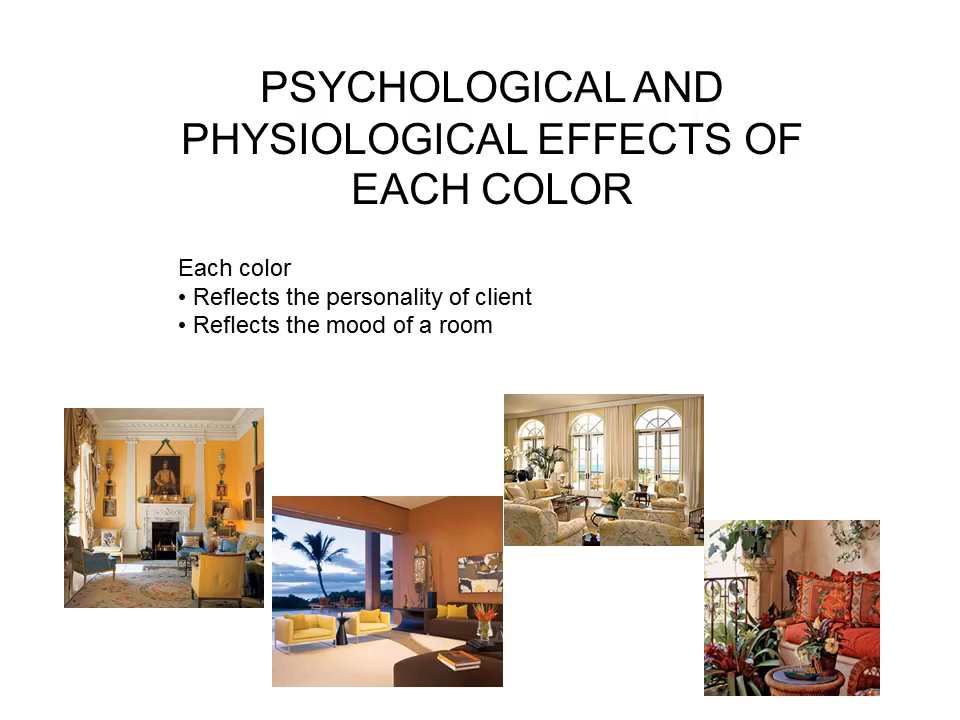 PSYCHOLOGICAL AND
PHYSIOLOGICAL EFFECTS OF
EACH COLOR
Each color
• Reflects the personality of client
• Reflects the mood of a room